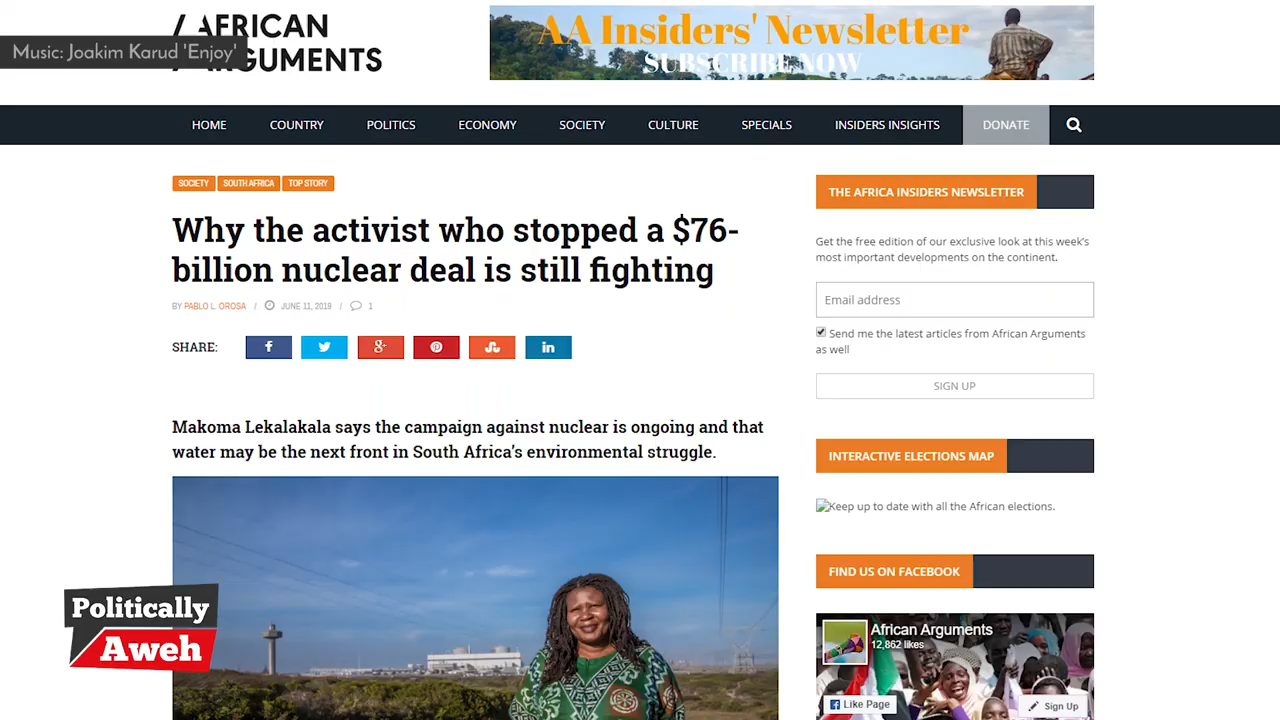 /AFRICAN
ARGUMENTS
Music: Joakim Karud 'Enjoy'
AA Insiders' Newsletter
SUBSCRIBE NOW
HOME COUNTRY POLITICS ECONOMY SOCIETY CULTURE SPECIALS INSIDERS INSIGHTS DONATE
SOCIETY SOUTH AFRICA TOP STORY
Why the activist who stopped a $76-
billion nuclear deal is still fighting
BY PABLO L. OROSA / JUNE 11, 2019 / 1
SHARE:
Makoma Lekalakala says the campaign against nuclear is ongoing and that
water may be the next front in South Africa's environmental struggle.
THE AFRICA INSIDERS NEWSLETTER
Get the free edition of our exclusive look at this week's
most important developments on the continent.
Email address
Send me the latest articles from African Arguments
as well
SIGN UP
INTERACTIVE ELECTIONS MAP
Keep up to date with all the African elections.
FIND US ON FACEBOOK
African Arguments
12,862 likes
Like Page
Sign Up
Politically
Aweh